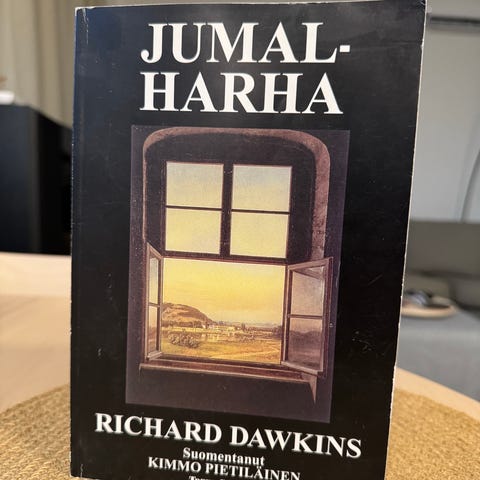 JUMAL-
HARHA
RICHARD DAWKINS
Suomentanut
KIMMO PIETILÄINEN